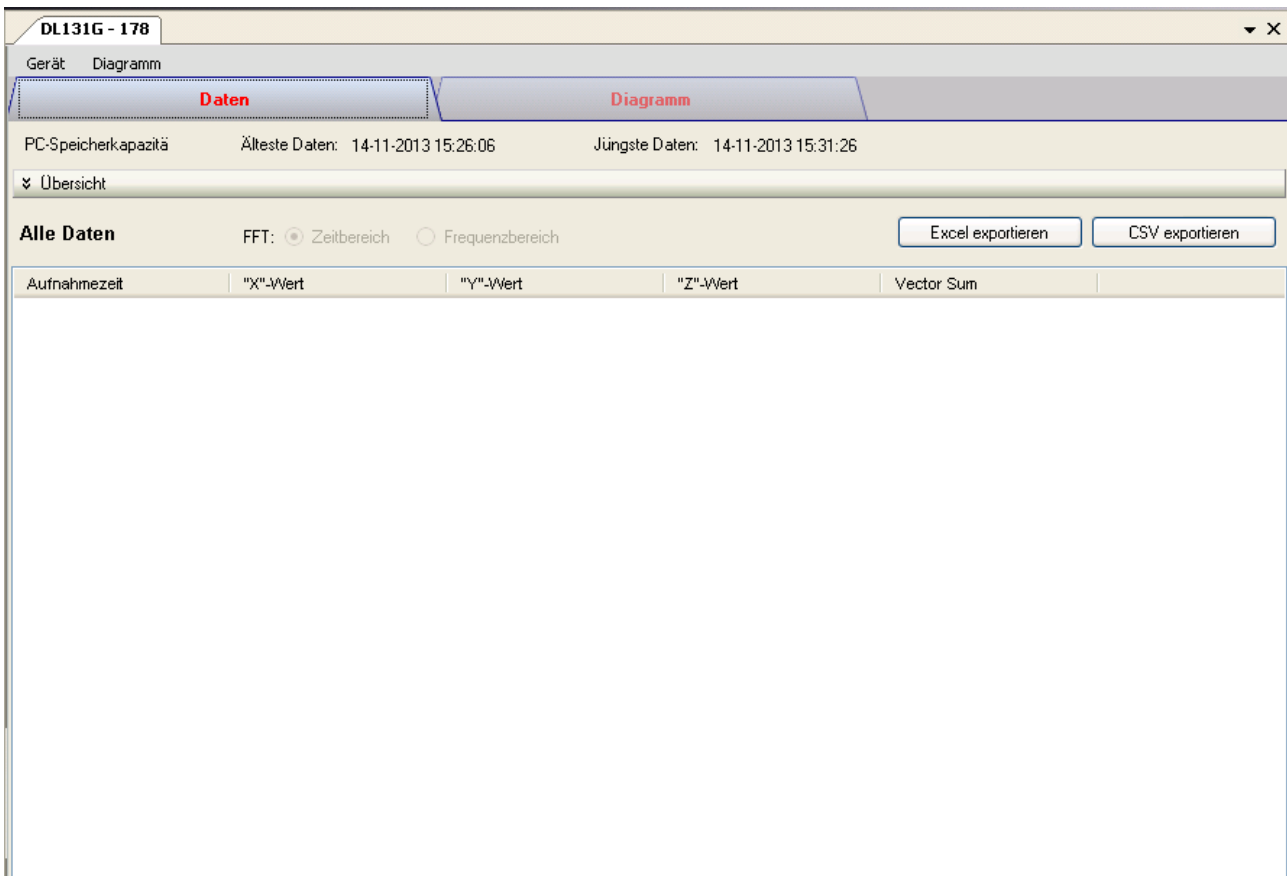 DL131G - 178
Gerät Diagramm
Daten Diagramm
PC-Speicherkapazitä Älteste Daten: 14-11-2013 15:26:06 Jüngste Daten: 14-11-2013 15:31:26
Übersicht
Alle Daten FFT: Zeitbereich Frequenzbereich Excel exportieren CSV exportieren
Aufnahmezeit "X"-Wert "Y"-Wert "Z"-Wert Vector Sum